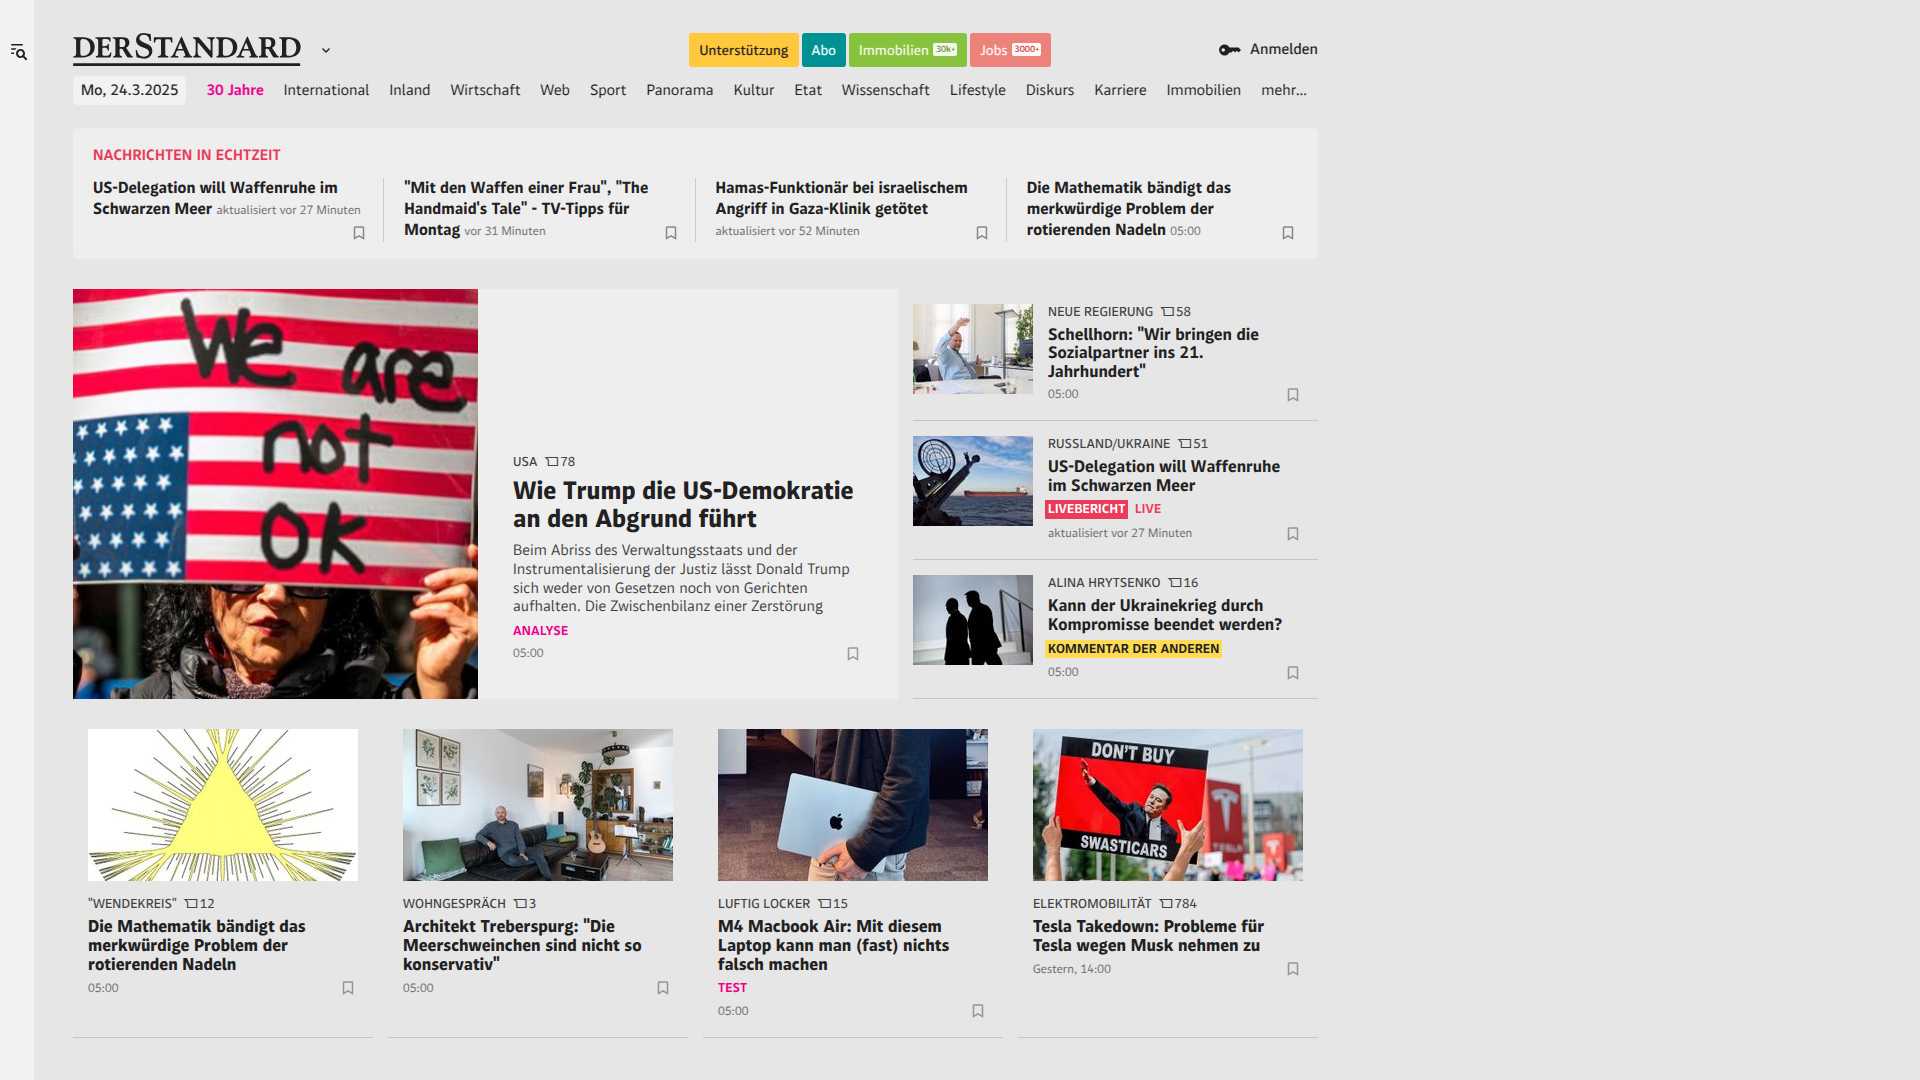 DERSTANDARD
Unterstützung
Abo
Immobilien 30k+
Jobs 3000+
Anmelden
Mo, 24.3.2025
30 Jahre
International
Inland
Wirtschaft
Web
Sport
Panorama
Kultur
Etat
Wissenschaft
Lifestyle
Diskurs
Karriere
Immobilien
mehr...
NACHRICHTEN IN ECHTZEIT
US-Delegation will Waffenruhe im
Schwarzen Meer aktualisiert vor 27 Minuten
"Mit den Waffen einer Frau", "The
Handmaid's Tale" - TV-Tipps für
Montag vor 31 Minuten
Hamas-Funktionär bei israelischem
Angriff in Gaza-Klinik getötet
aktualisiert vor 52 Minuten
Die Mathematik bändigt das
merkwürdige Problem der
rotierenden Nadeln 05:00
We are
not
OK
USA 78
Wie Trump die US-Demokratie
an den Abgrund führt
Beim Abriss des Verwaltungsstaats und der
Instrumentalisierung der Justiz lässt Donald Trump
sich weder von Gesetzen noch von Gerichten
aufhalten. Die Zwischenbilanz einer Zerstörung
ANALYSE
05:00
NEUE REGIERUNG 58
Schellhorn: "Wir bringen die
Sozialpartner ins 21.
Jahrhundert"
05:00
RUSSLAND/UKRAINE 51
US-Delegation will Waffenruhe
im Schwarzen Meer
LIVEBERICHT LIVE
aktualisiert vor 27 Minuten
ALINA HRYTSENKO 16
Kann der Ukrainekrieg durch
Kompromisse beendet werden?
KOMMENTAR DER ANDEREN
05:00
"WENDEKREIS" 12
Die Mathematik bändigt das
merkwürdige Problem der
rotierenden Nadeln
05:00
WOHNGESPRÄCH 3
Architekt Treberspurg: "Die
Meerschweinchen sind nicht so
konservativ"
05:00
LUFTIG LOCKER 15
M4 Macbook Air: Mit diesem
Laptop kann man (fast) nichts
falsch machen
TEST
05:00
DON'T BUY
SWASTICARS
TESLA
ELEKTROMOBILITÄT 784
Tesla Takedown: Probleme für
Tesla wegen Musk nehmen zu
Gestern, 14:00